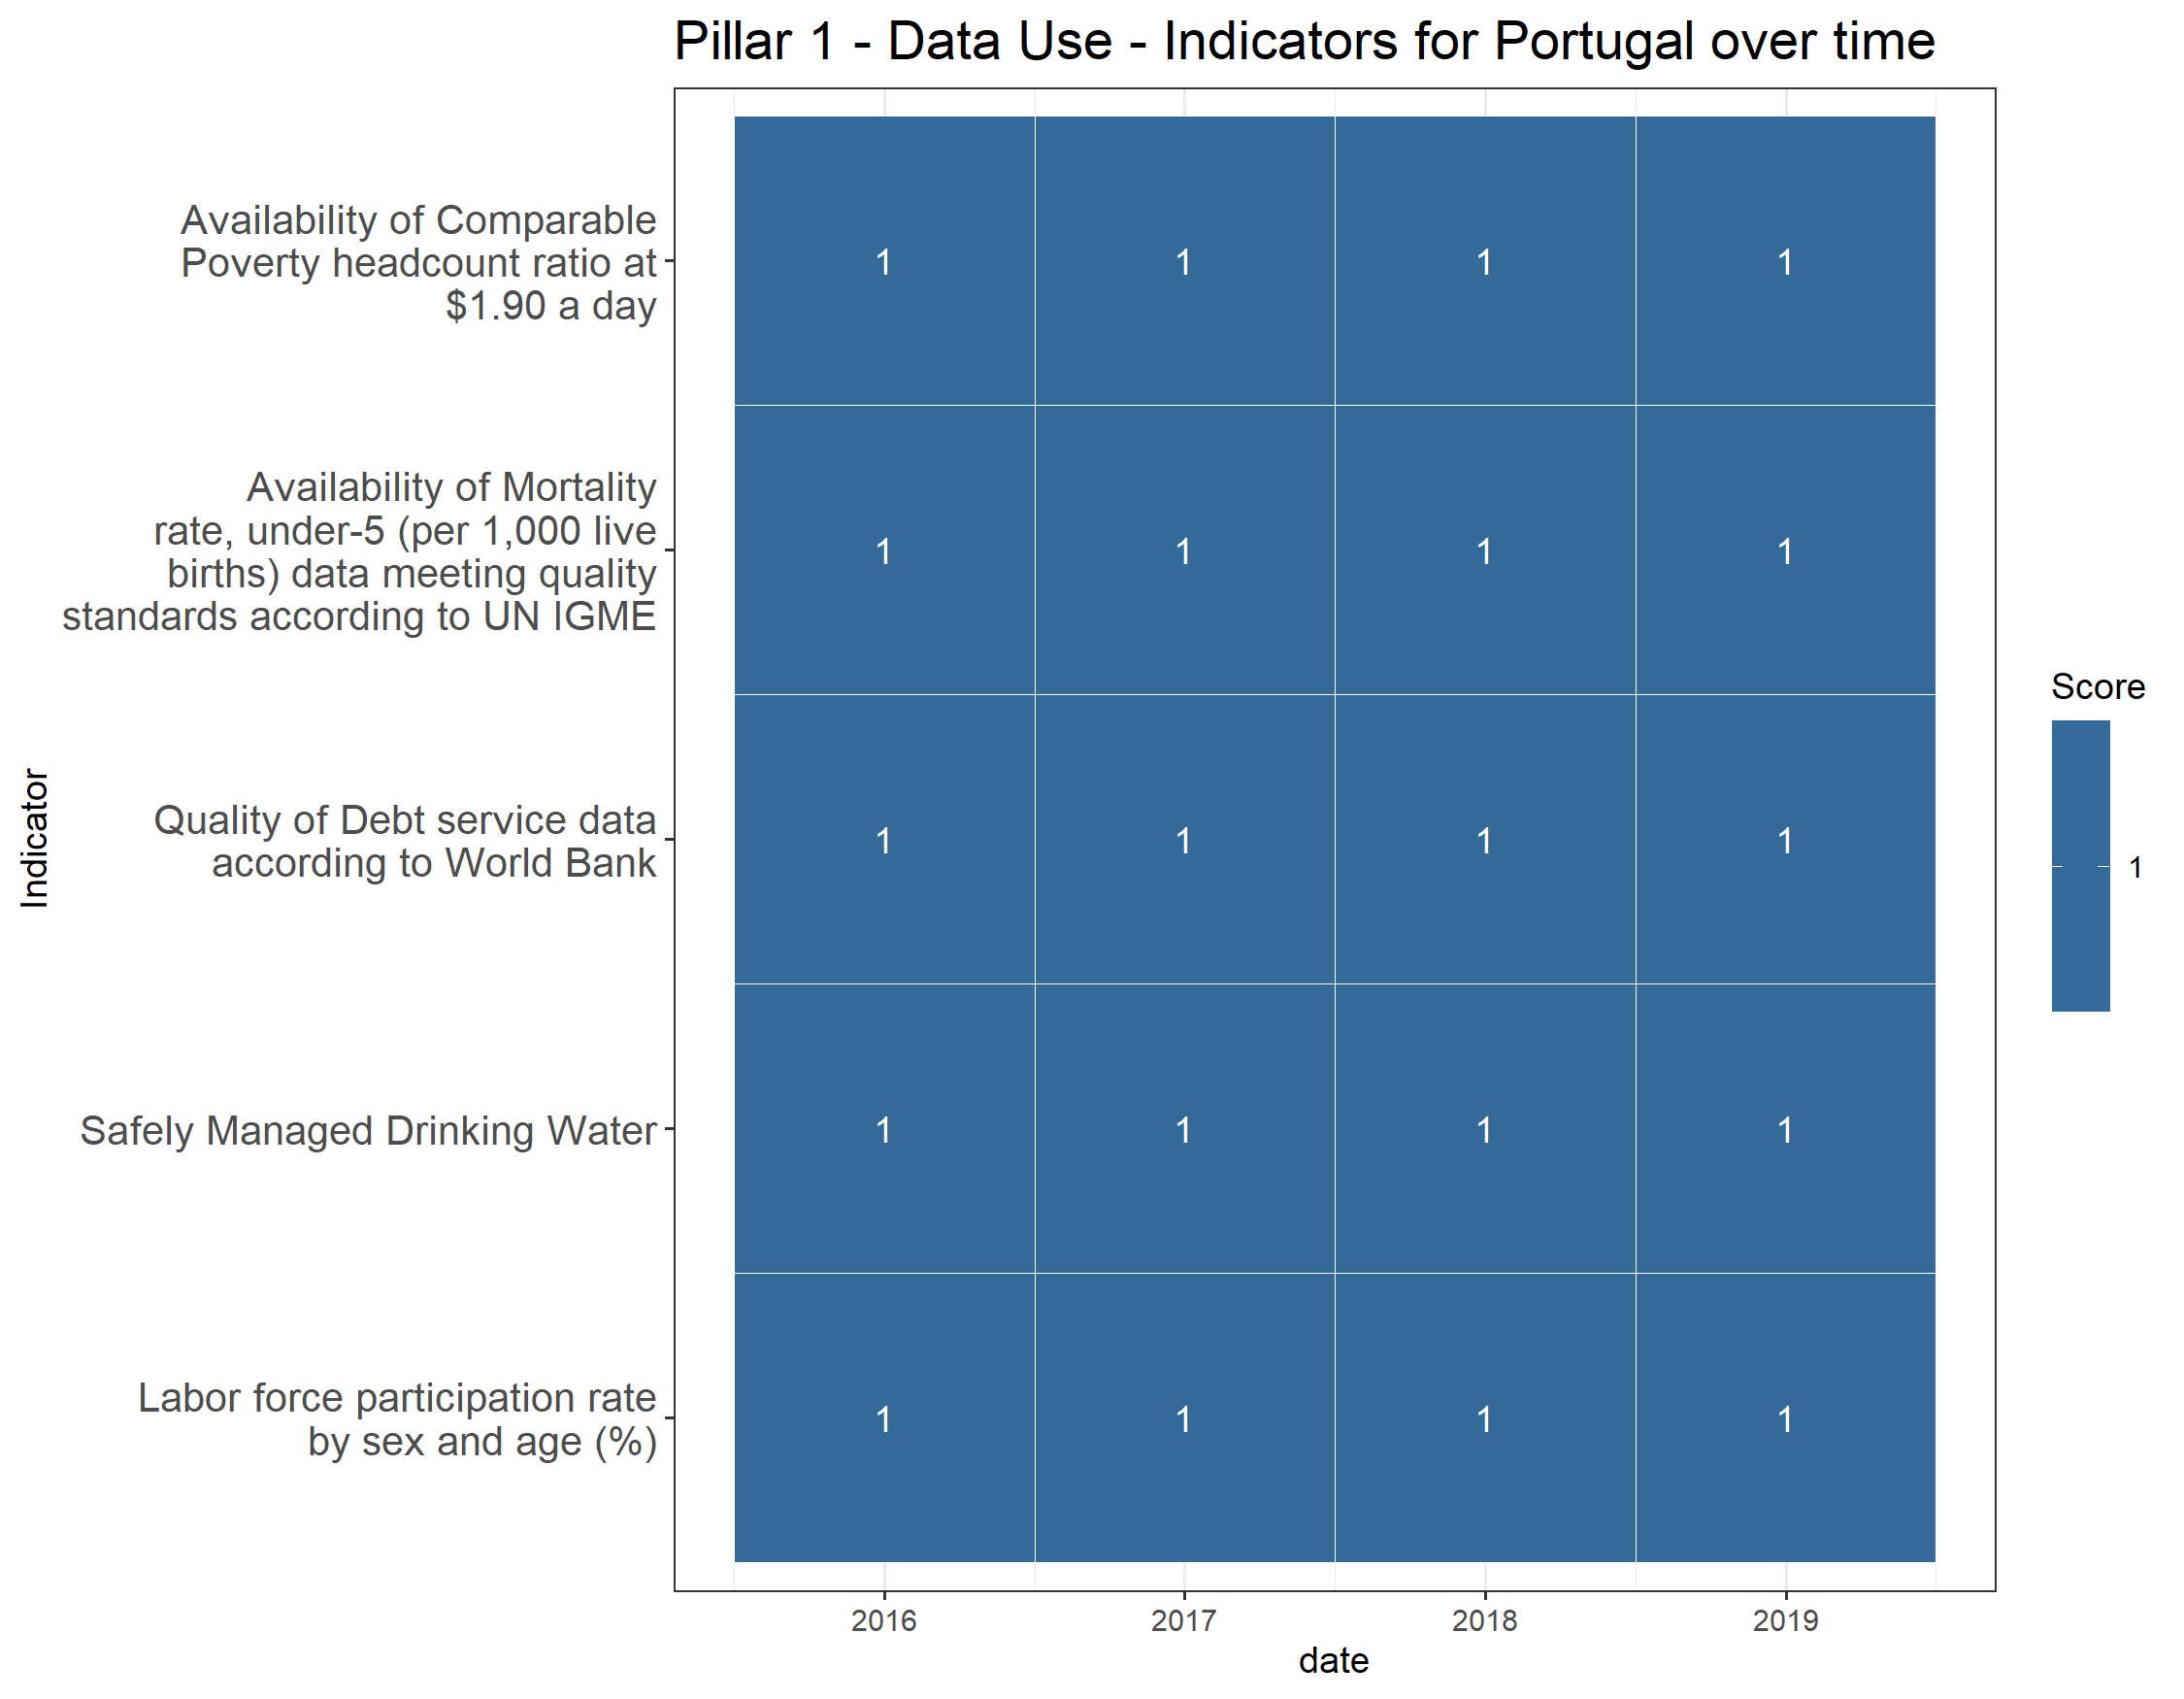 Pillar 1 - Data Use - Indicators for Portugal over time
Indicator
Availability of Comparable
Poverty headcount ratio at
$1.90 a day
1 1 1 1
Availability of Mortality
rate, under-5 (per 1,000 live
births) data meeting quality
standards according to UN IGME
1 1 1 1
Quality of Debt service data
according to World Bank
1 1 1 1
Safely Managed Drinking Water
1 1 1 1
Labor force participation rate
by sex and age (%)
1 1 1 1
2016 2017 2018 2019
date
Score
1